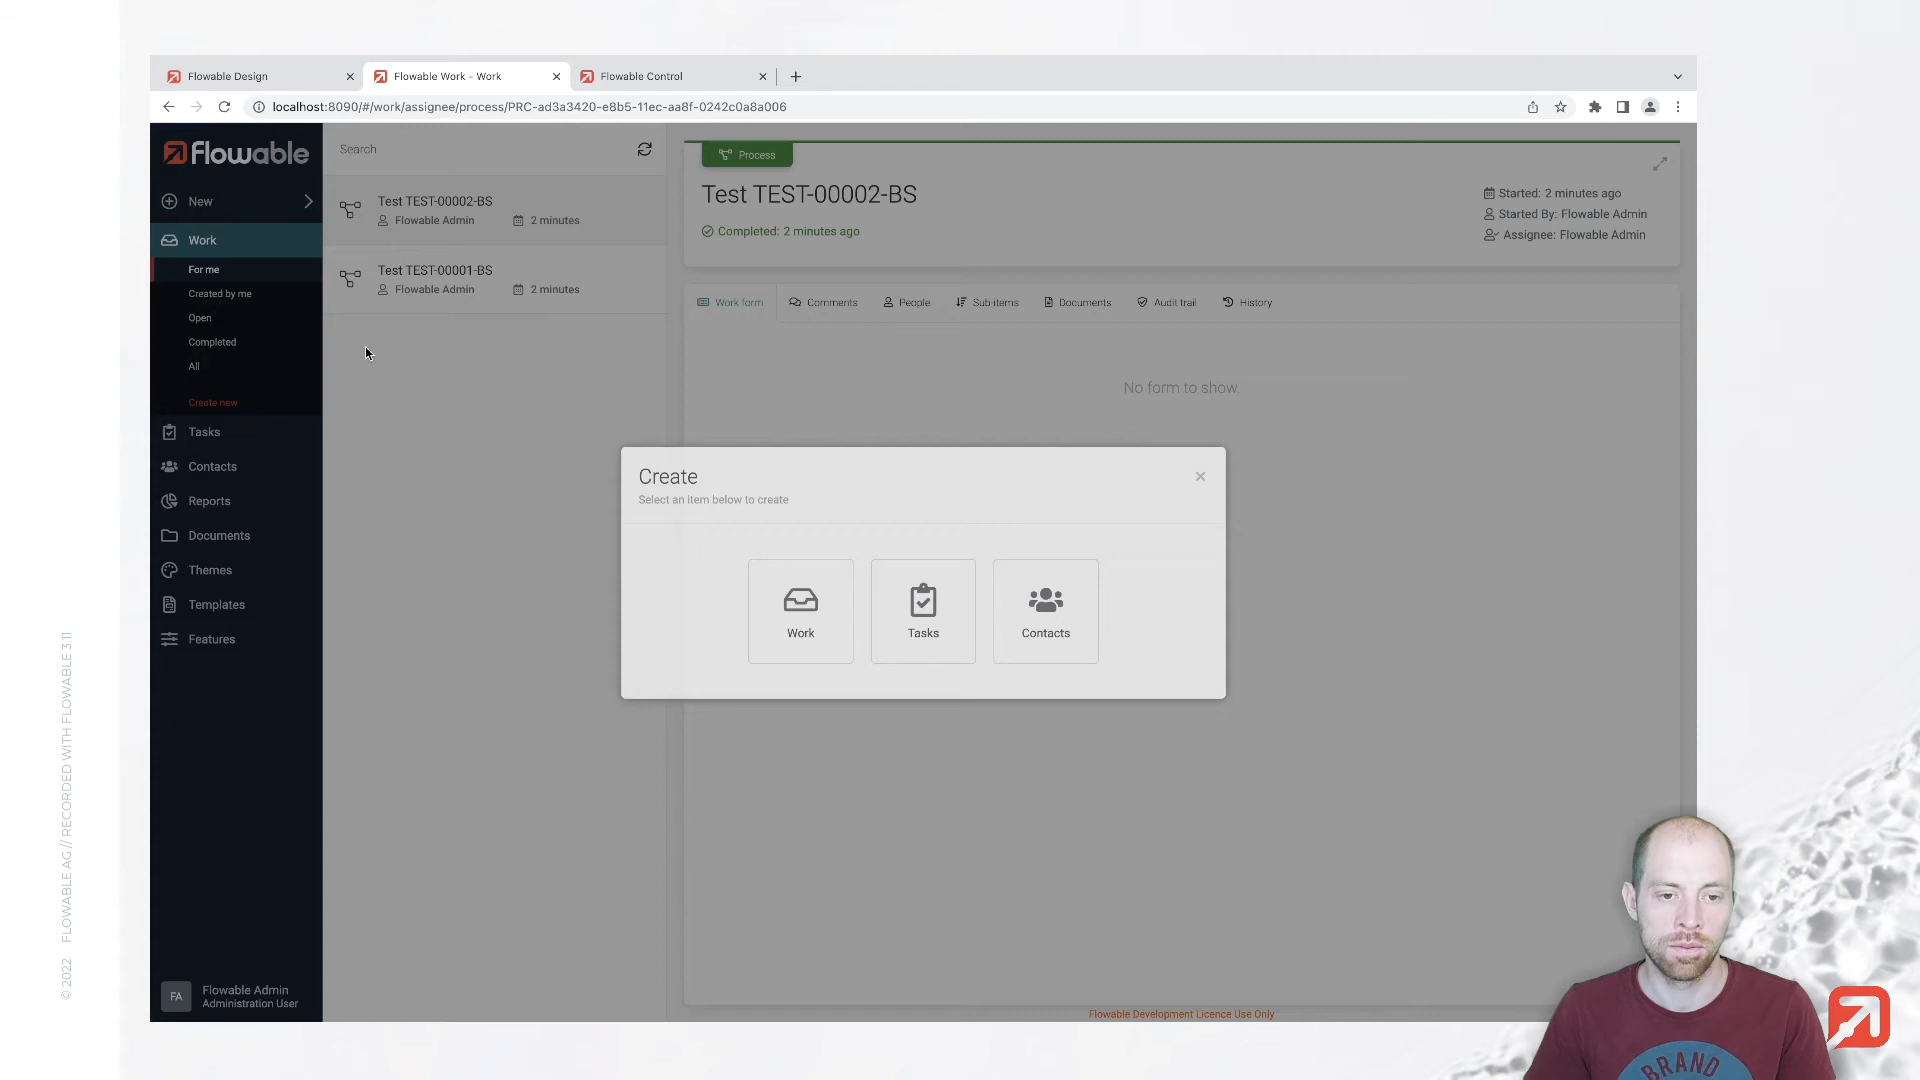 Flowable Design
Flowable Work - Work
Flowable Control
localhost:8090/#/work/assignee/process/PRC-ad3a3420-e8b5-11ec-aa8f-0242c0a8a006
Flowable
New
Work
For me
Created by me
Open
Completed
All
Create new
Tasks
Contacts
Reports
Documents
Themes
Templates
Features
FA
Flowable Admin
Administration User
Search
Test TEST-00002-BS
Flowable Admin 2 minutes
Test TEST-00001-BS
Flowable Admin 2 minutes
Process
Test TEST-00002-BS
Completed: 2 minutes ago
Started: 2 minutes ago
Started By: Flowable Admin
Assignee: Flowable Admin
Work form Comments People Sub-items Documents Audit trail History
No form to show.
Create
Select an item below to create
Work
Tasks
Contacts
Flowable Development Licence Use Only
© 2022 FLOWABLE AG // RECORDED WITH FLOWABLE 3.11
BRAND